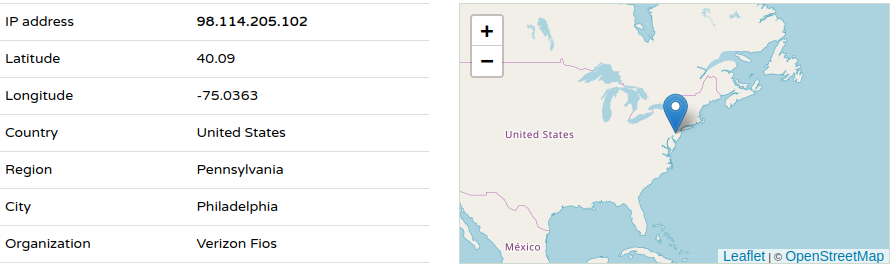 IP address 98.114.205.102
Latitude 40.09
Longitude -75.0363
Country United States
Region Pennsylvania
City Philadelphia
Organization Verizon Fios
+
−
United States
México
Leaflet | © OpenStreetMap